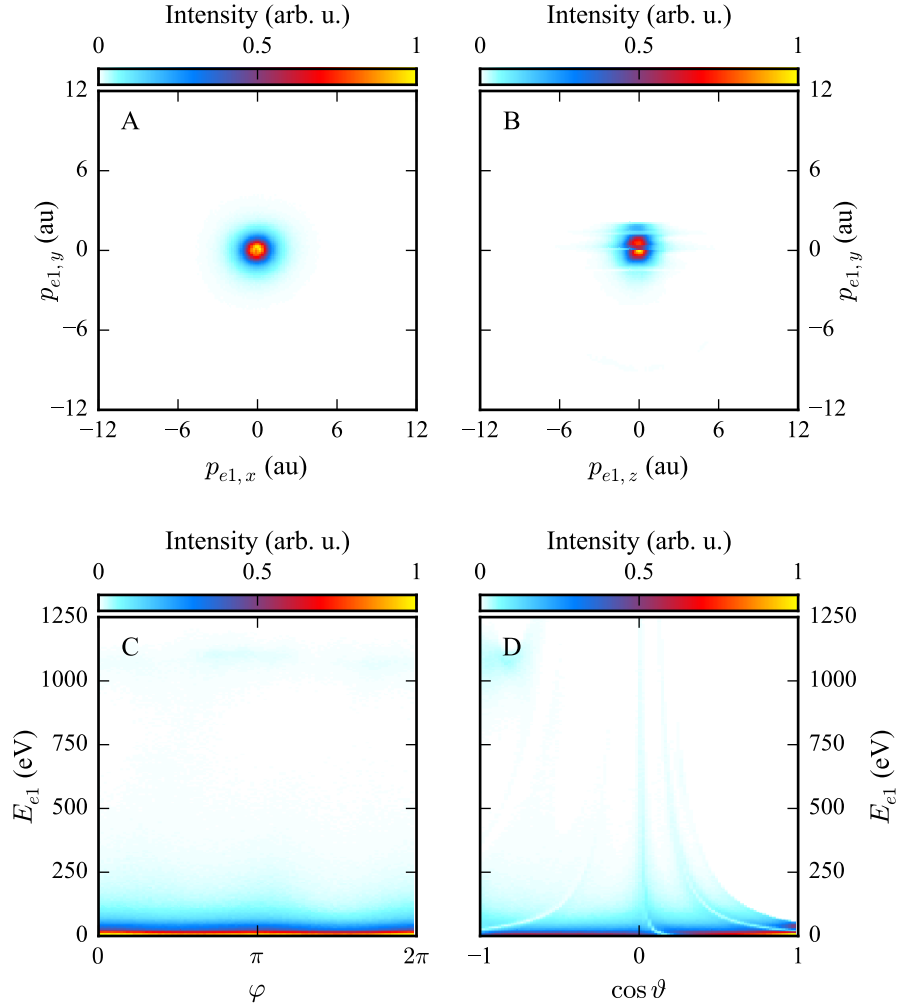 Intensity (arb. u.) Intensity (arb. u.)
0 0.5 1 0 0.5 1
12 A B 12
6 6
p_{e1,y} (au) 0 0 p_{e1,y} (au)
−6 −6
−12 −12
−12 −6 0 6 12 −12 −6 0 6 12
p_{e1,x} (au) p_{e1,z} (au)
Intensity (arb. u.) Intensity (arb. u.)
0 0.5 1 0 0.5 1
1250 C D 1250
1000 1000
750 750
E_{e1} (eV) E_{e1} (eV)
500 500
250 250
0 0
0 π 2π −1 0 1
φ cos ϑ